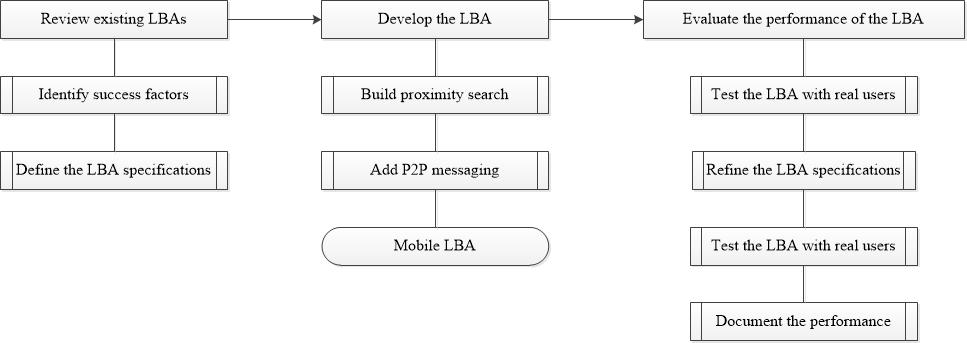 Review existing LBAs
Identify success factors
Define the LBA specifications
Develop the LBA
Build proximity search
Add P2P messaging
Mobile LBA
Evaluate the performance of the LBA
Test the LBA with real users
Refine the LBA specifications
Test the LBA with real users
Document the performance